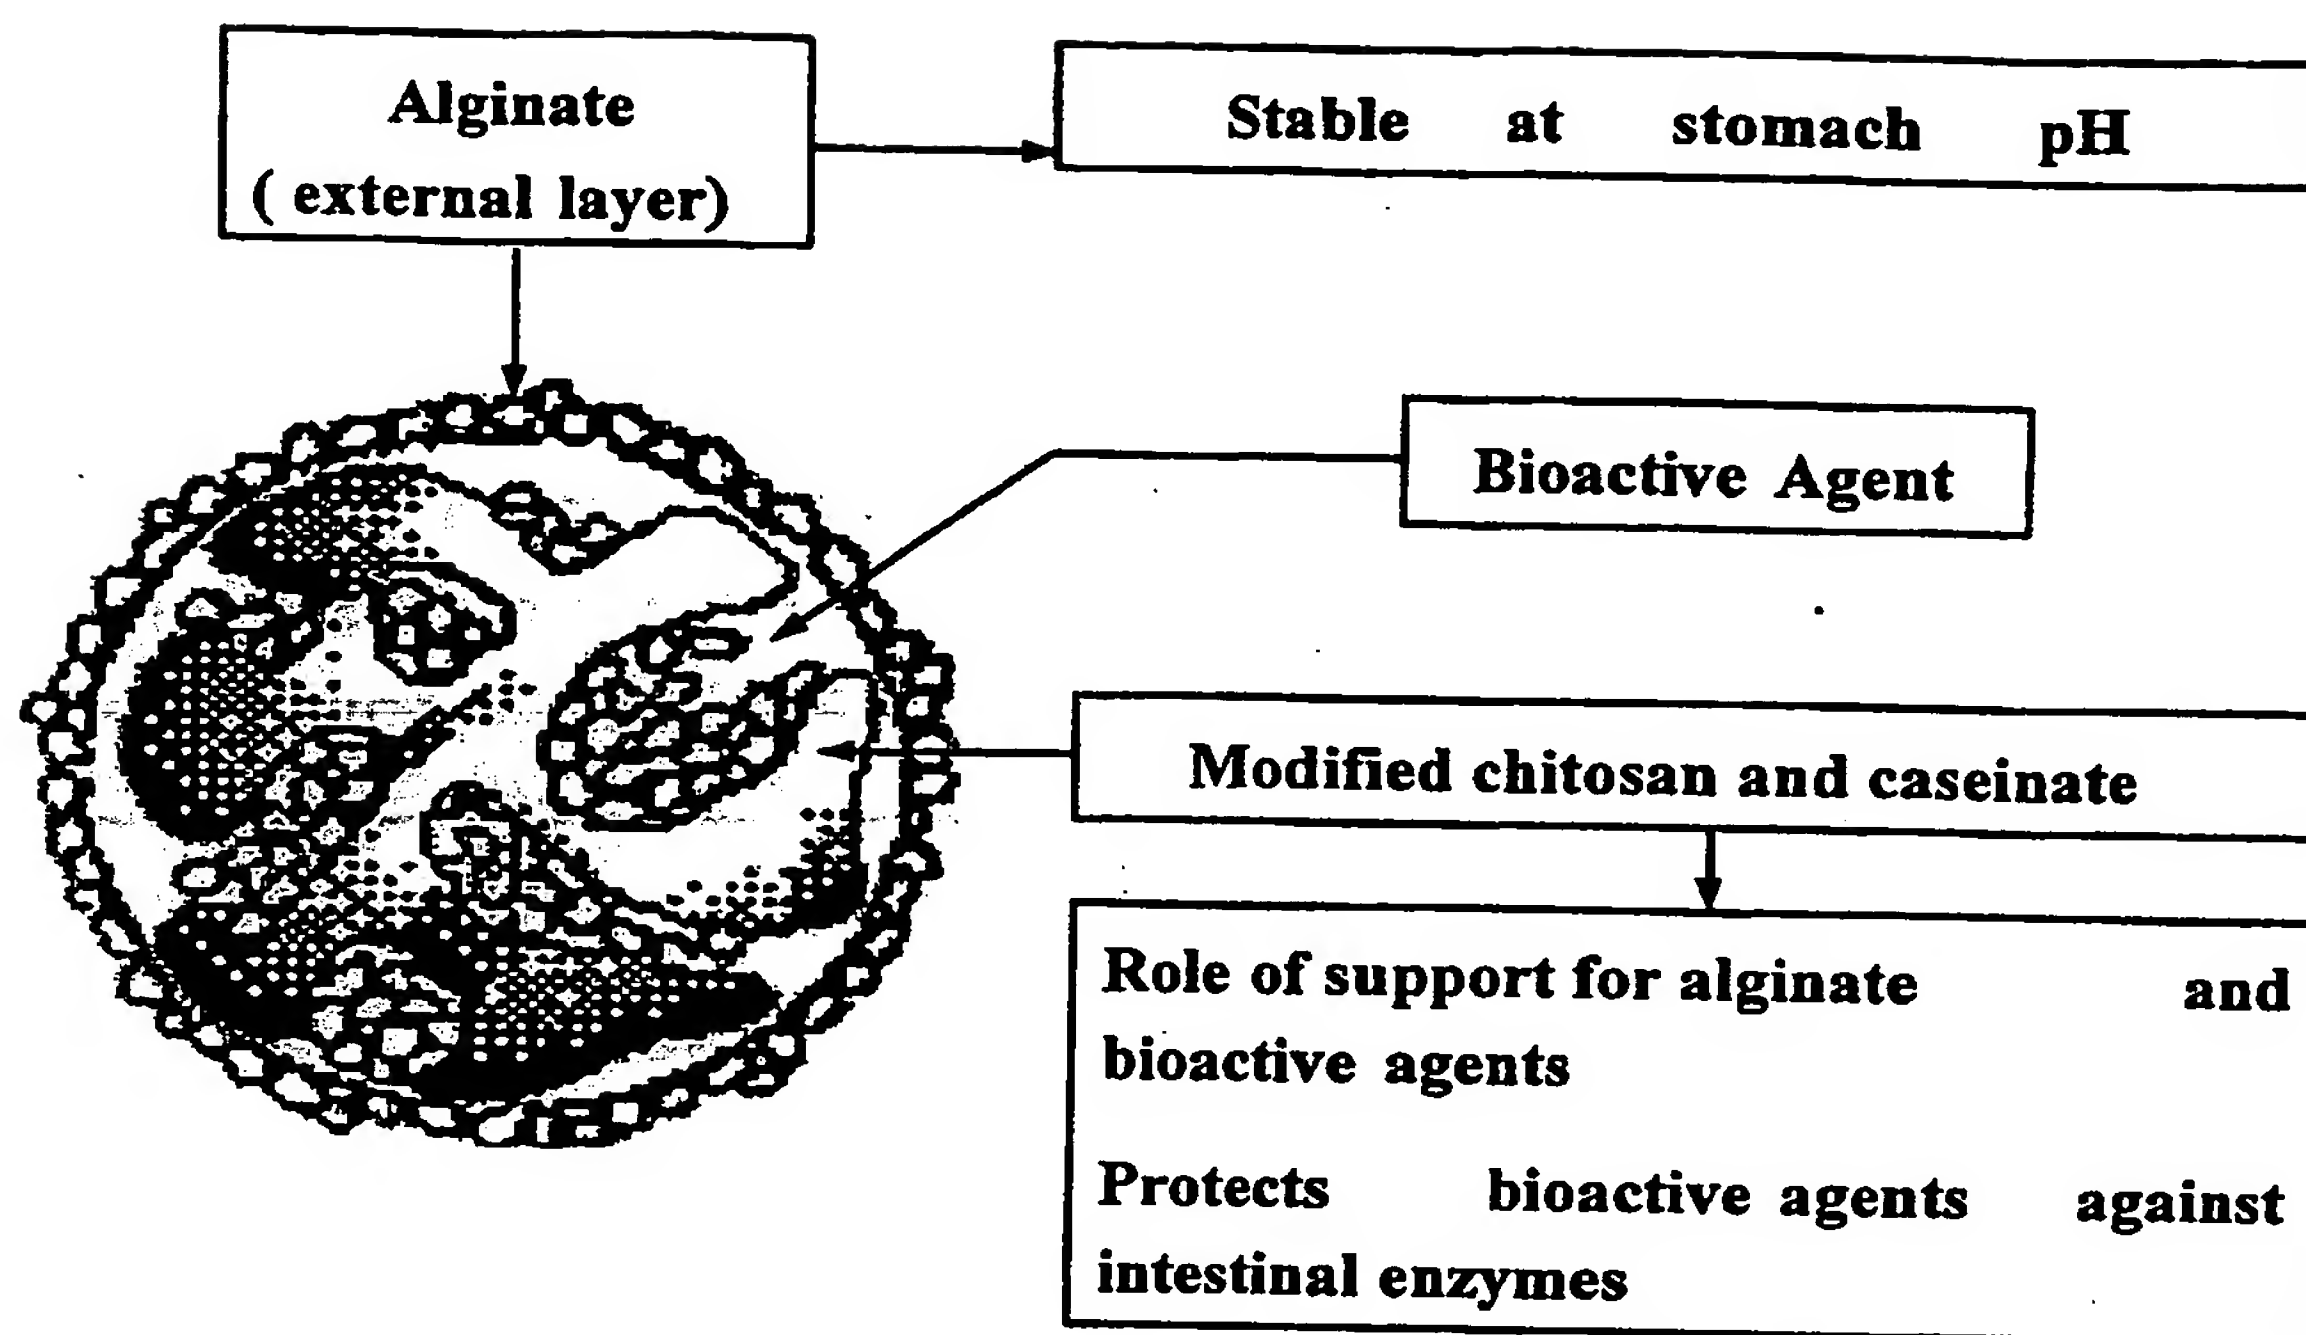 Alginate
( external layer)
Stable at stomach pH
Bioactive Agent
Modified chitosan and caseinate
Role of support for alginate and
bioactive agents
Protects bioactive agents against
intestinal enzymes